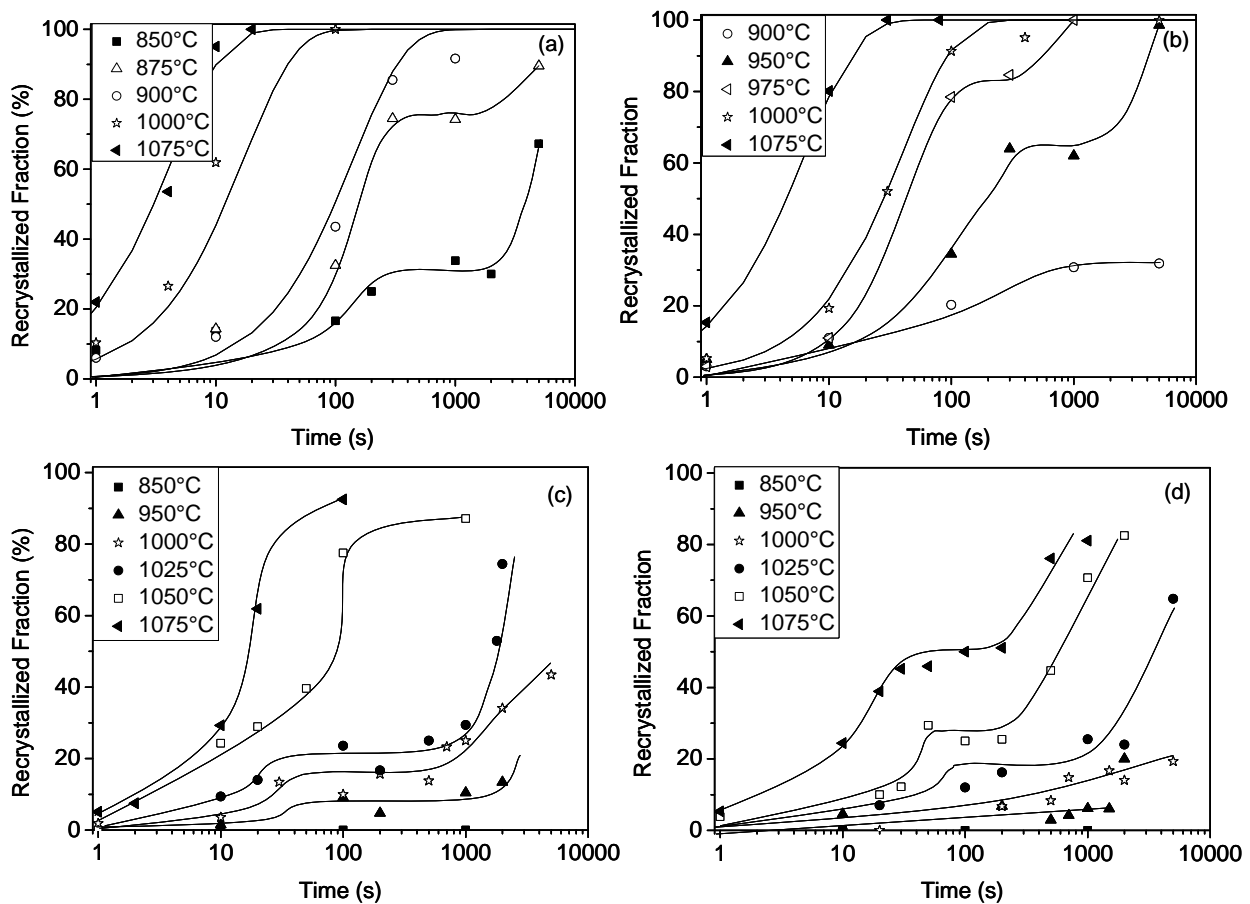 (a)
850°C
875°C
900°C
1000°C
1075°C
100
80
60
40
20
0
Recrystallized Fraction (%)
1
10
100
1000
10000
Time (s)
(b)
900°C
950°C
975°C
1000°C
1075°C
100
80
60
40
20
0
Recrystallized Fraction (%)
1
10
100
1000
10000
Time (s)
(c)
850°C
950°C
1000°C
1025°C
1050°C
1075°C
100
80
60
40
20
0
Recrystallized Fraction (%)
1
10
100
1000
10000
Time (s)
(d)
850°C
950°C
1000°C
1025°C
1050°C
1075°C
100
80
60
40
20
0
Recrystallized Fraction
1
10
100
1000
10000
Time (s)